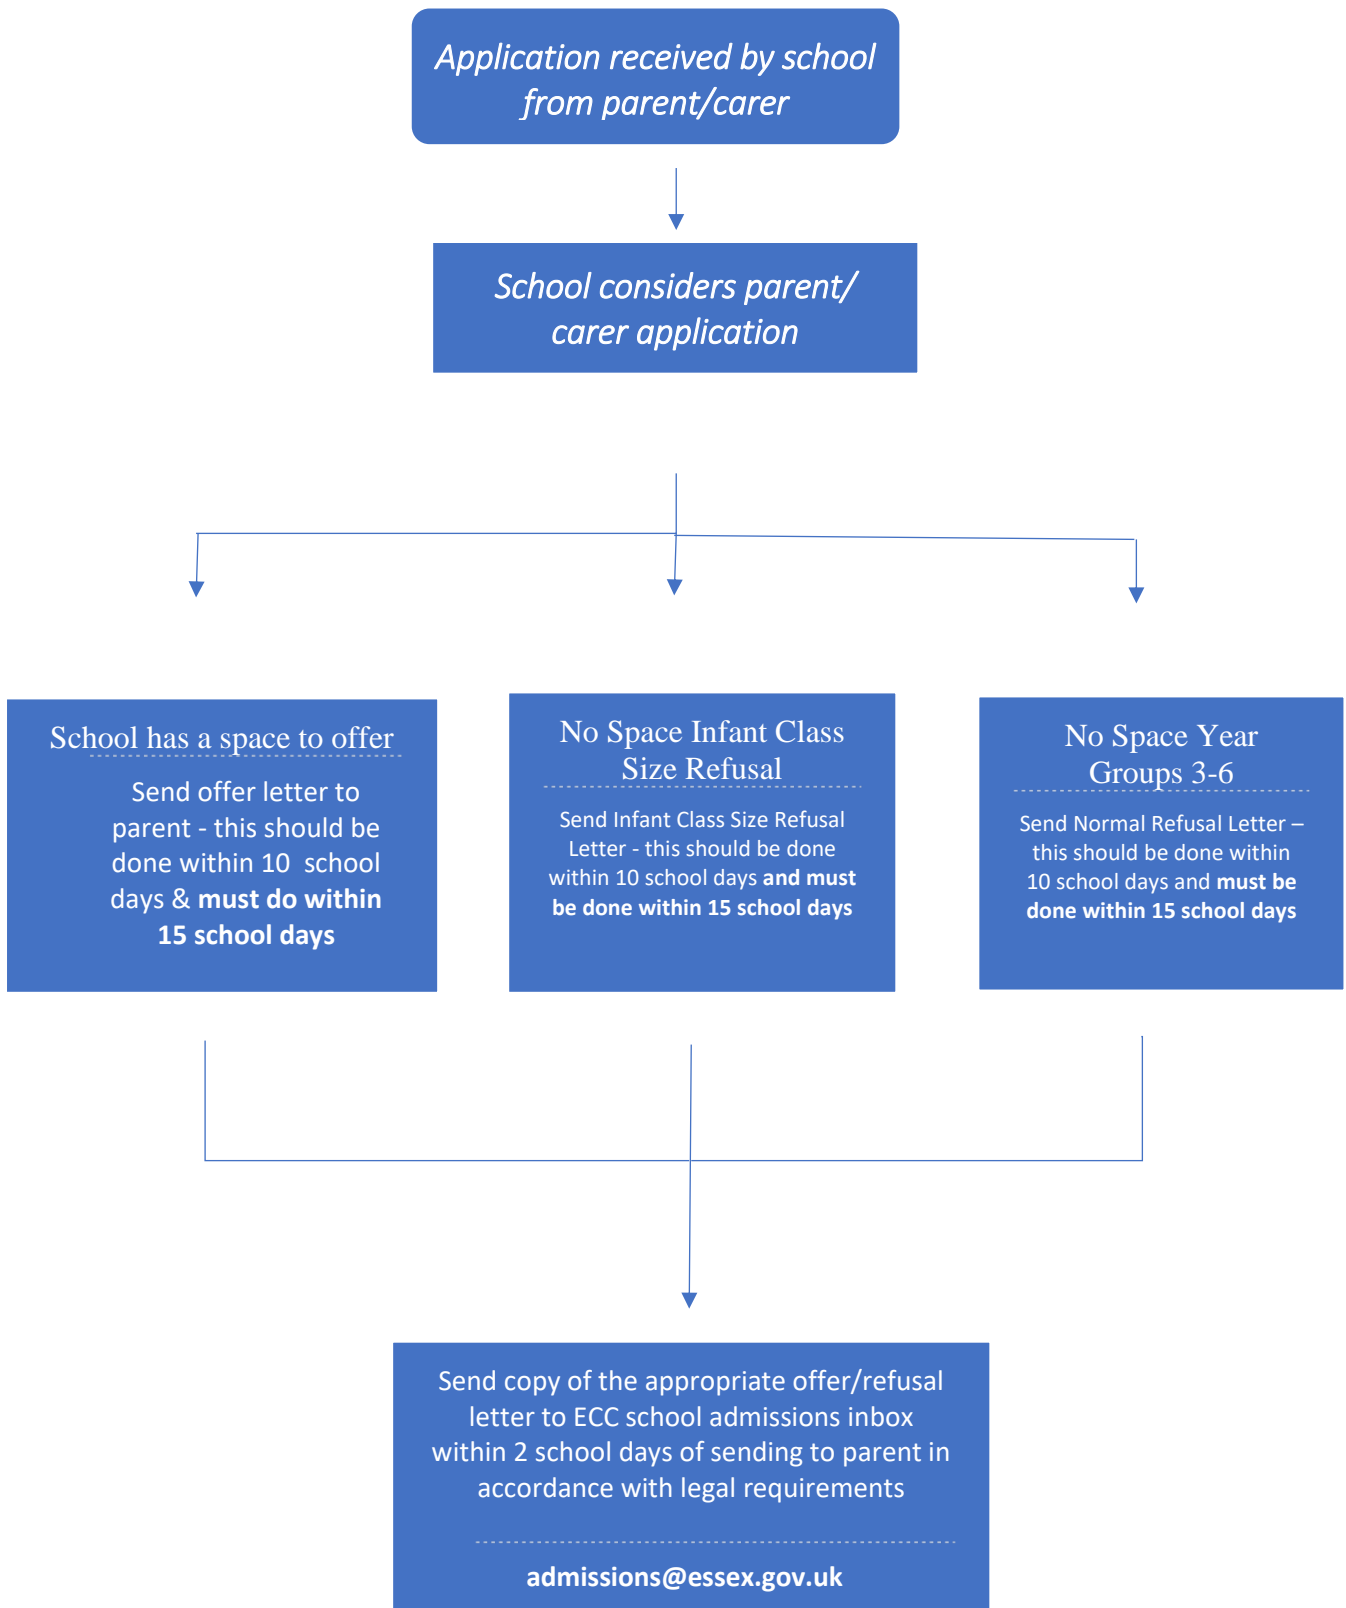 Application received by school
from parent/carer
School considers parent/
carer application
School has a space to offer
Send offer letter to
parent - this should be
done within 10  school
days & must do within
15 school days
No Space Infant Class
Size Refusal
Send Infant Class Size Refusal
Letter - this should be done
within 10 school days and must
be done within 15 school days
No Space Year
Groups 3-6
Send Normal Refusal Letter –
this should be done within
10 school days and must be
done within 15 school days
Send copy of the appropriate offer/refusal
letter to ECC school admissions inbox
within 2 school days of sending to parent in
accordance with legal requirements
admissions@essex.gov.uk